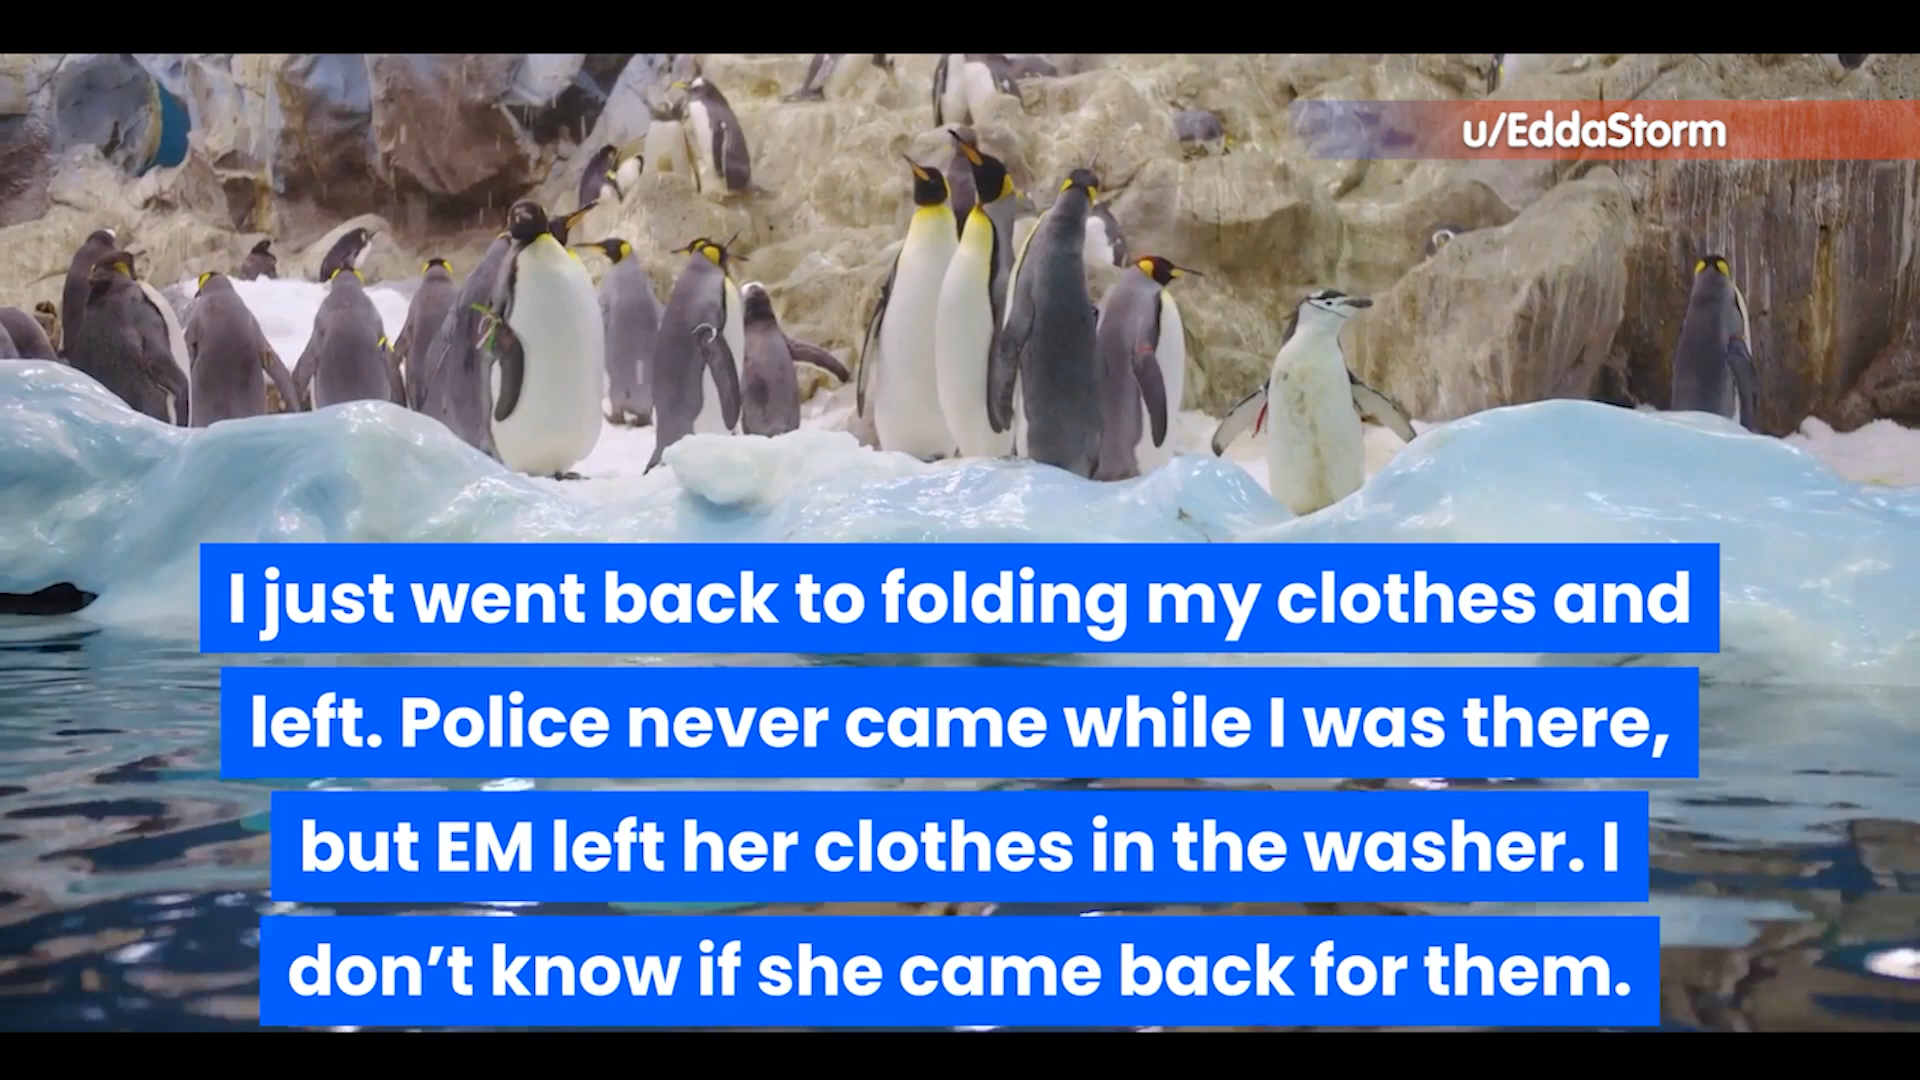 u/EddaStorm
I just went back to folding my clothes and
left. Police never came while I was there,
but EM left her clothes in the washer. I
don’t know if she came back for them.